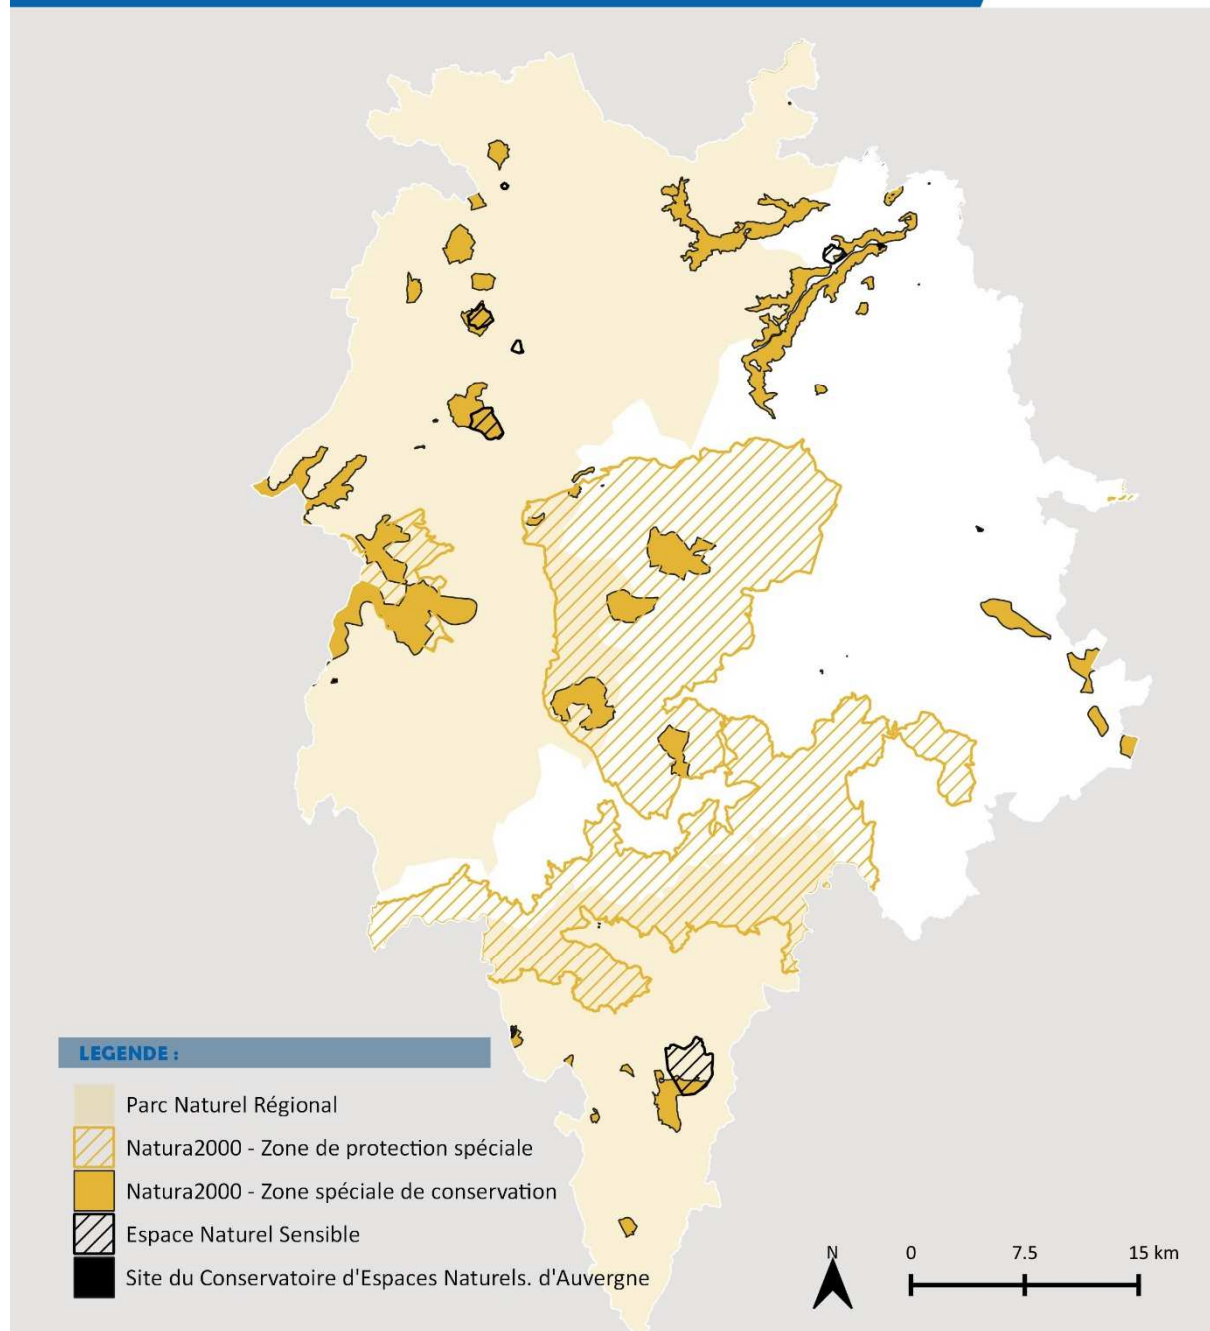 LEGENDE :
Parc Naturel Régional
Natura2000 - Zone de protection spéciale
Natura2000 - Zone spéciale de conservation
Espace Naturel Sensible
Site du Conservatoire d'Espaces Naturels. d'Auvergne
N
0 7.5 15 km